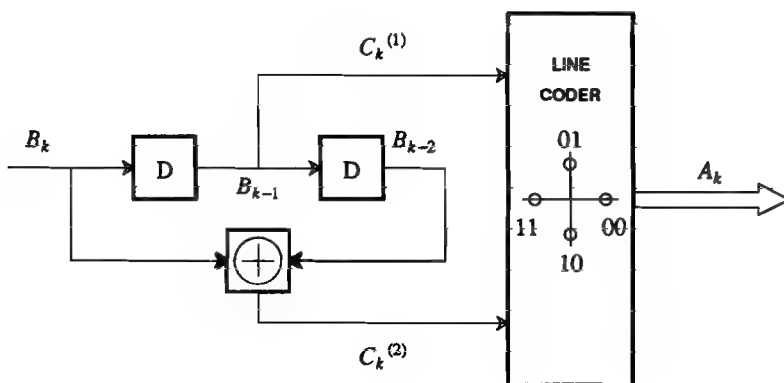 C_k^(1)
LINE
CODER
B_k
D
B_{k-1}
D
B_{k-2}
01
11
00
10
A_k
C_k^(2)